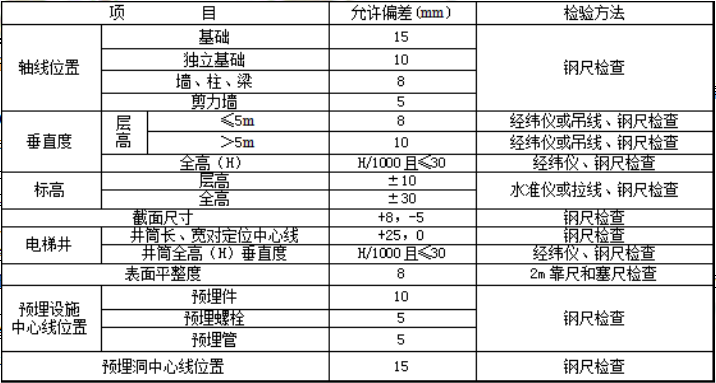 项 目 允许偏差(mm) 检验方法
轴线位置 基础 15 钢尺检查
独立基础 10
墙、柱、梁 8
剪力墙 5
垂直度 层高 ≤5m 8 经纬仪或吊线、钢尺检查
>5m 10 经纬仪或吊线、钢尺检查
全高(H) H/1000且≤30 经纬仪、钢尺检查
标高 层高 ±10 水准仪或拉线、钢尺检查
全高 ±30
截面尺寸 +8,-5 钢尺检查
电梯井 井筒长、宽对定位中心线 +25,0 钢尺检查
井筒全高(H)垂直度 H/1000且≤30 经纬仪、钢尺检查
表面平整度 8 2m靠尺和塞尺检查
预埋设施
中心线位置 预埋件 10 钢尺检查
预埋螺栓 5
预埋管 5
预埋洞中心线位置 15 钢尺检查